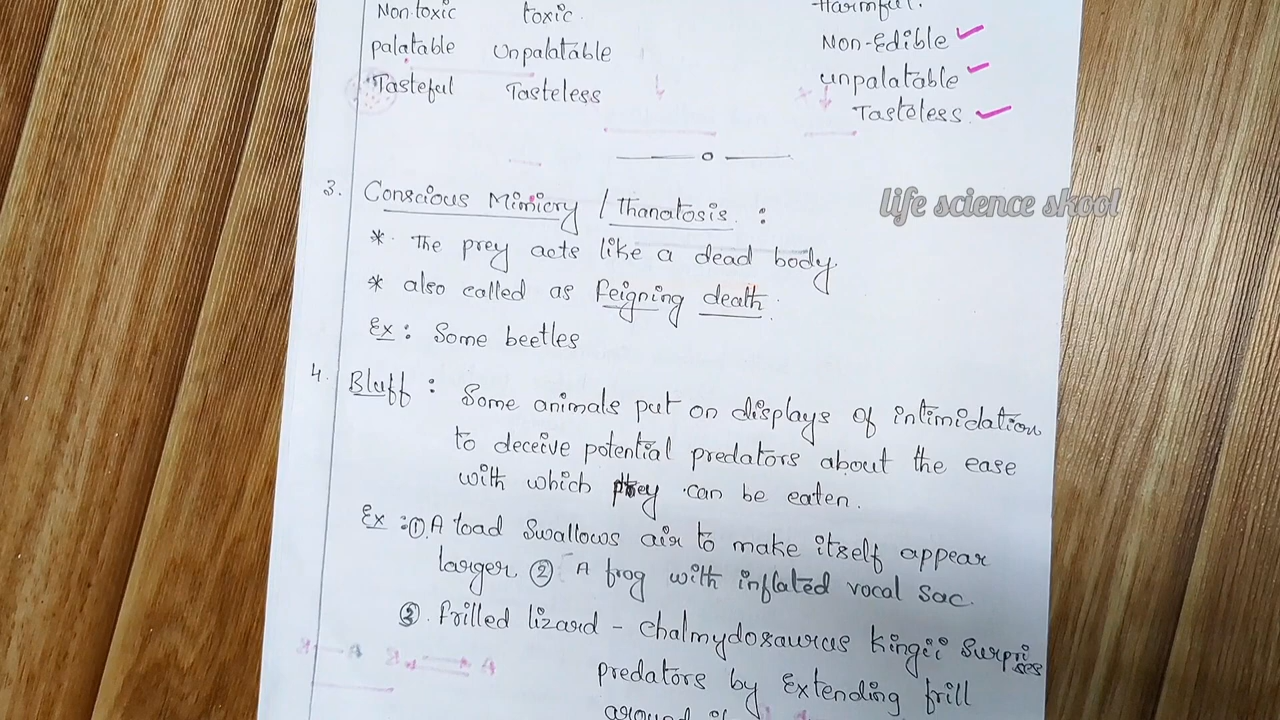 Harmful.
Non-toxic toxic.
palatable Unpalatable
Non-Edible
Tasteful Tasteless
unpalatable
Tasteless.
life science skool
3. Conscious Mimicry / Thanatosis :
* The prey acts like a dead body.
* also called as Feigning death.
Ex: Some beetles
4. Bluff : Some animals put on displays of intimidation
to deceive potential predators about the ease
with which prey can be eaten.
Ex :① A toad swallows air to make itself appear
larger. ② A frog with inflated vocal sac.
③. Frilled lizard - Chalmydosaurus Kingii Surprises
predators by extending frill
around